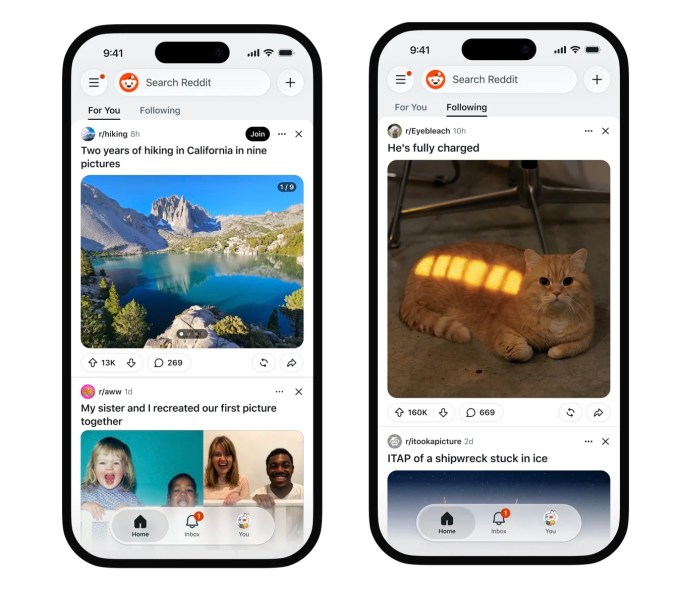 9:41
Search Reddit
For You Following
r/hiking 8h Join
Two years of hiking in California in nine
pictures
1 / 9
13K 269
r/aww 1d
My sister and I recreated our first picture
together
1
Home Inbox You
9:41
Search Reddit
For You Following
r/Eyebleach 10h
He's fully charged
160K 669
r/itookapicture 2d
ITAP of a shipwreck stuck in ice
1
Home Inbox You